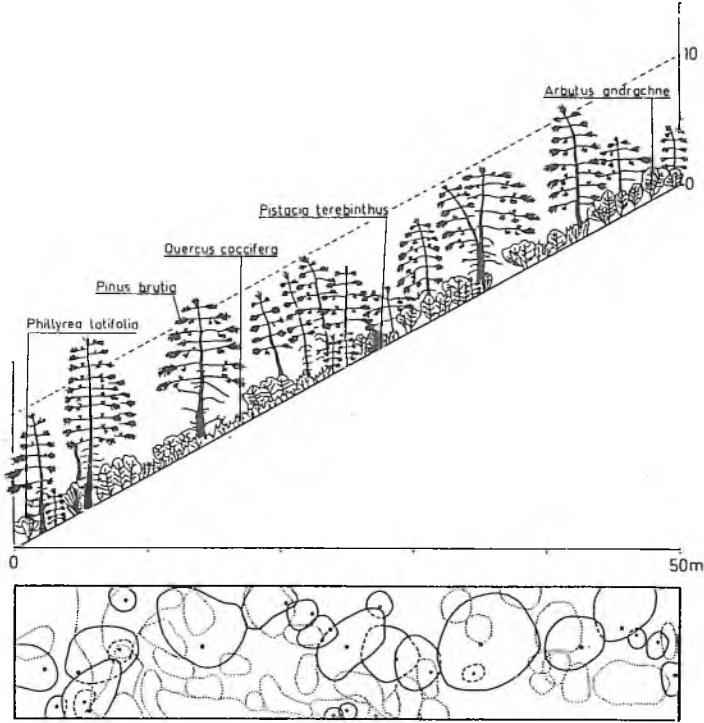 10
Arbutus andrachne
0
Pistacia terebinthus
Quercus coccifera
Pinus brutia
Phillyrea latifolia
0
50m